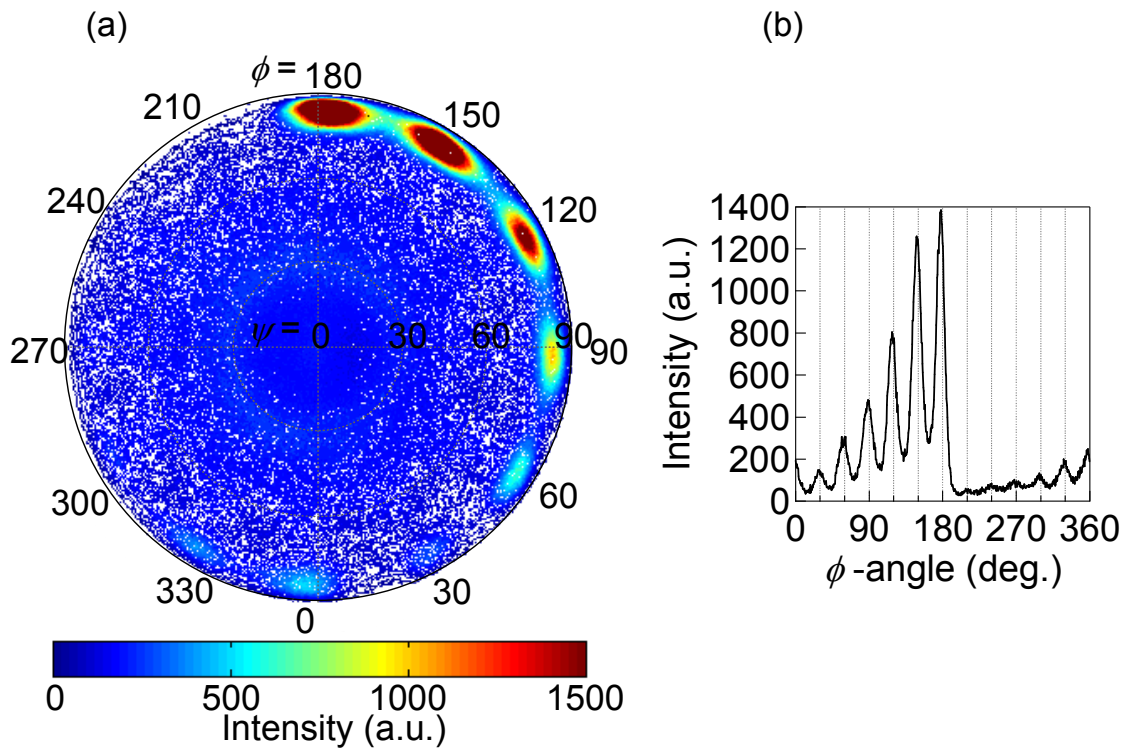 (a)
(b)
ϕ = 180
210
150
240
120
270
ψ = 0 30 60 90
90
300
60
330
30
0
0 500 1000 1500
Intensity (a.u.)
1400
1200
1000
800
600
400
200
0
Intensity (a.u.)
0 90 180 270 360
ϕ -angle (deg.)